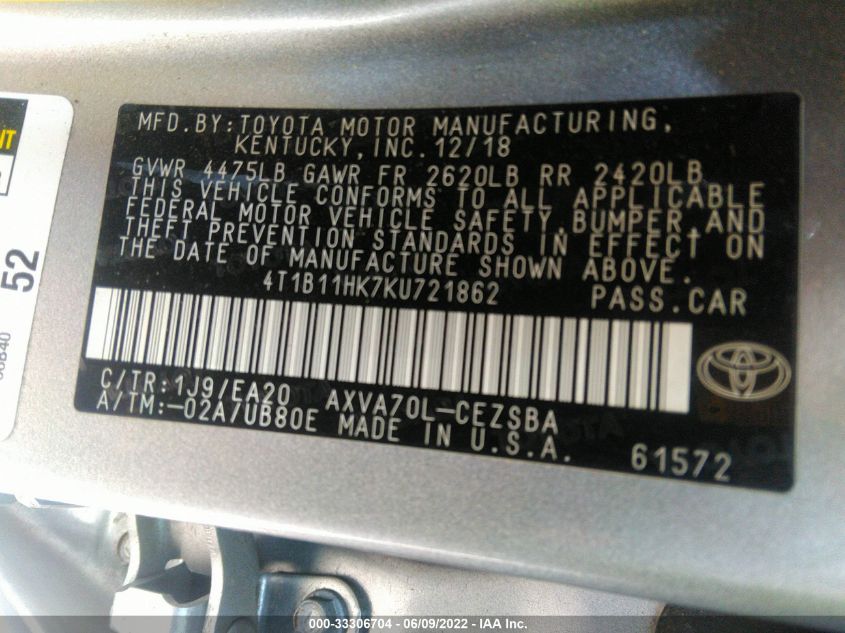 MFD.BY:TOYOTA MOTOR MANUFACTURING,
KENTUCKY,INC.12/18
GVWR 4475LB GAWR FR 2620LB RR 2420LB
THIS VEHICLE CONFORMS TO ALL APPLICABLE
FEDERAL MOTOR VEHICLE SAFETY,BUMPER,AND
THEFT PREVENTION STANDARDS IN EFFECT ON
THE DATE OF MANUFACTURE SHOWN ABOVE.
4T1B11HK7KU721862 PASS.CAR
C/TR:1J9/EA20 AXVA70L-CEZSBA
A/TM:-02A/UB80E MADE IN U.S.A.
61572
52
000-33306704 - 06/09/2022 - IAA Inc.